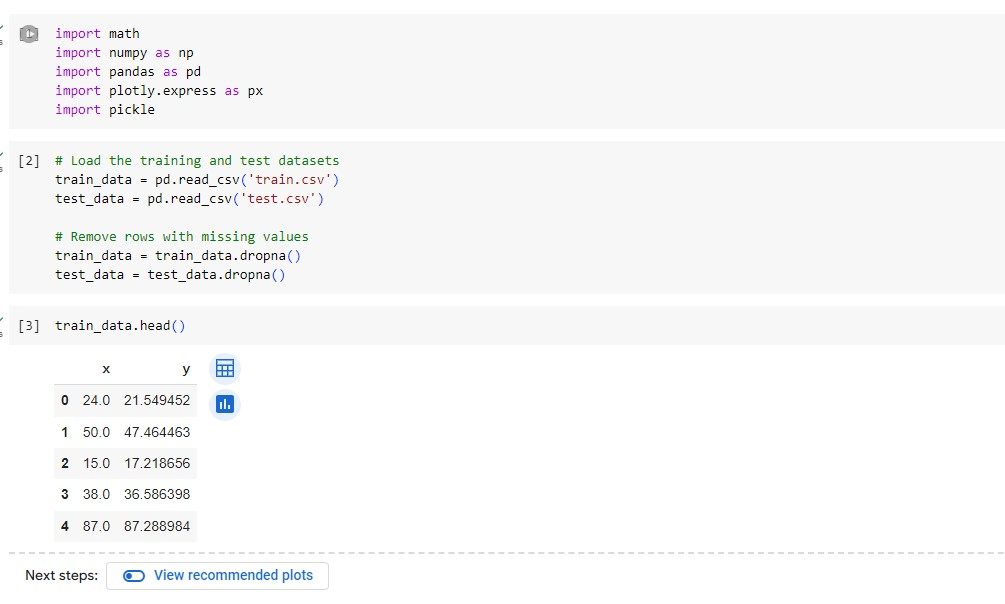 import math
import numpy as np
import pandas as pd
import plotly.express as px
import pickle
[2] # Load the training and test datasets
train_data = pd.read_csv('train.csv')
test_data = pd.read_csv('test.csv')
# Remove rows with missing values
train_data = train_data.dropna()
test_data = test_data.dropna()
[3] train_data.head()
x y
0 24.0 21.549452
1 50.0 47.464463
2 15.0 17.218656
3 38.0 36.586398
4 87.0 87.288984
Next steps: View recommended plots